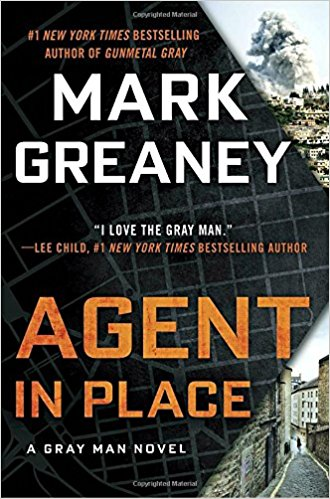 #1 NEW YORK TIMES BESTSELLING
AUTHOR OF GUNMETAL GRAY
MARK
GREANEY
"I LOVE THE GRAY MAN."
—LEE CHILD, #1 NEW YORK TIMES BESTSELLING AUTHOR
AGENT
IN PLACE
A GRAY MAN NOVEL